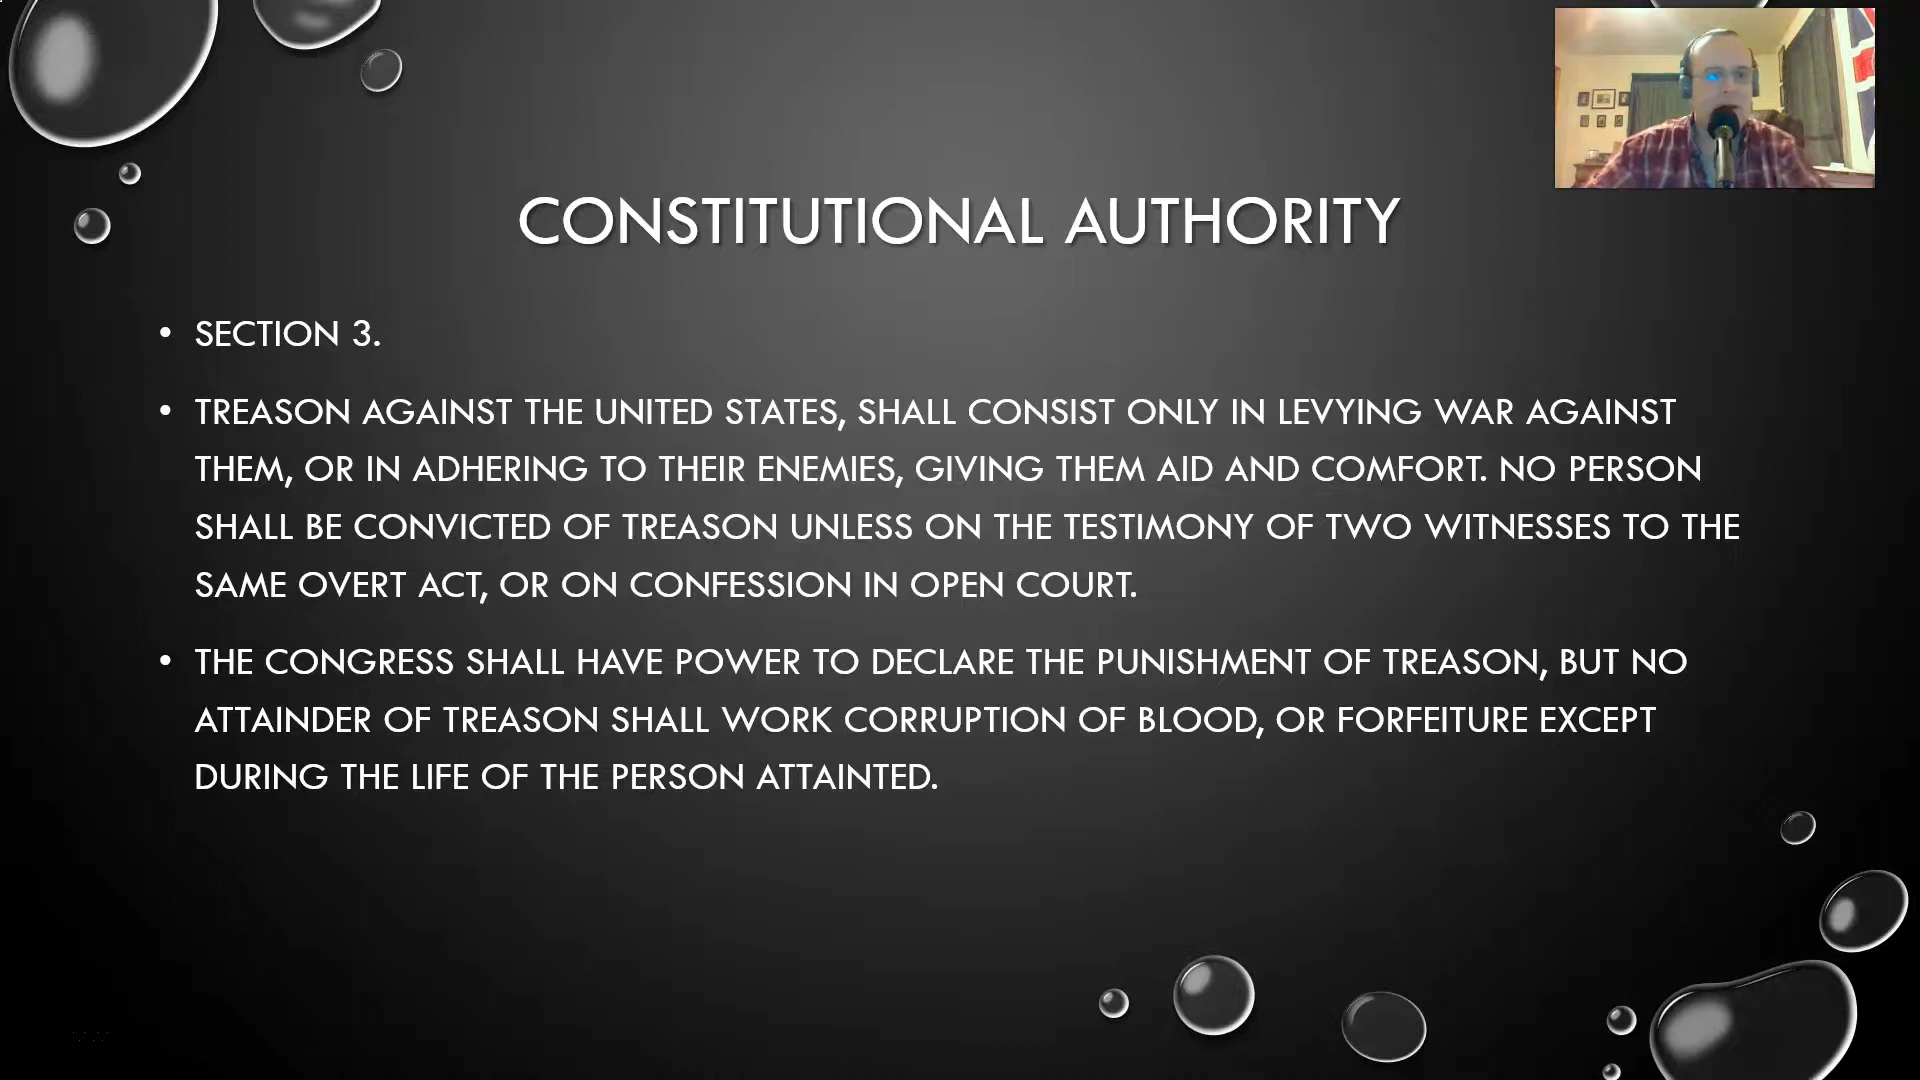 CONSTITUTIONAL AUTHORITY
• SECTION 3.
• TREASON AGAINST THE UNITED STATES, SHALL CONSIST ONLY IN LEVYING WAR AGAINST
THEM, OR IN ADHERING TO THEIR ENEMIES, GIVING THEM AID AND COMFORT. NO PERSON
SHALL BE CONVICTED OF TREASON UNLESS ON THE TESTIMONY OF TWO WITNESSES TO THE
SAME OVERT ACT, OR ON CONFESSION IN OPEN COURT.
• THE CONGRESS SHALL HAVE POWER TO DECLARE THE PUNISHMENT OF TREASON, BUT NO
ATTAINDER OF TREASON SHALL WORK CORRUPTION OF BLOOD, OR FORFEITURE EXCEPT
DURING THE LIFE OF THE PERSON ATTAINTED.